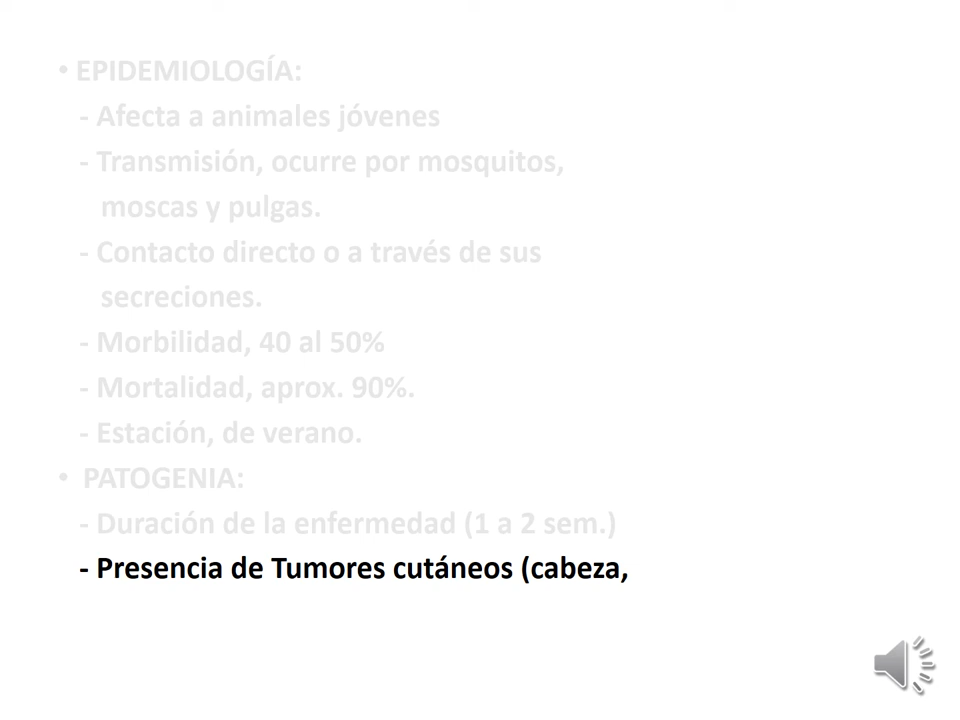 • EPIDEMIOLOGÍA:
- Afecta a animales jóvenes
- Transmisión, ocurre por mosquitos,
moscas y pulgas.
- Contacto directo o a través de sus
secreciones.
- Morbilidad, 40 al 50%
- Mortalidad, aprox. 90%.
- Estación, de verano.
• PATOGENIA:
- Duración de la enfermedad (1 a 2 sem.)
- Presencia de Tumores cutáneos (cabeza,